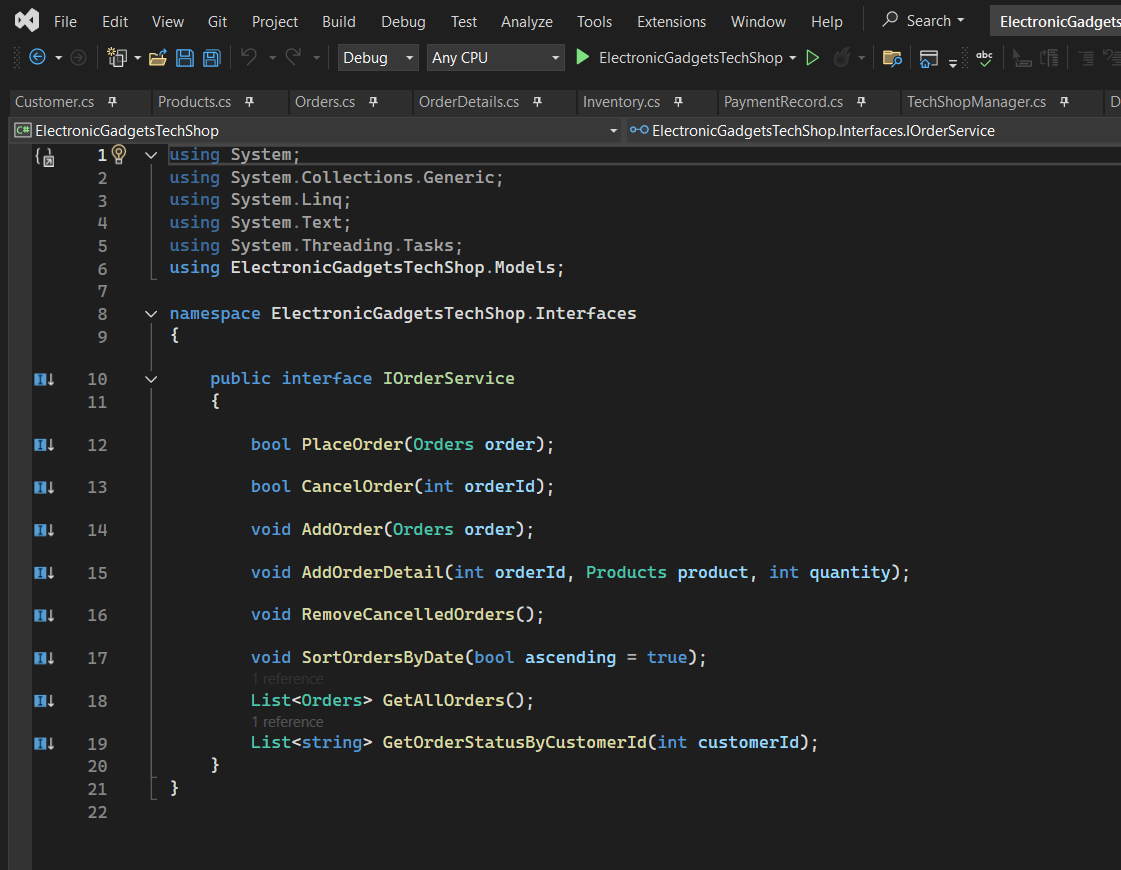 File Edit View Git Project Build Debug Test Analyze Tools Extensions Window Help Search ElectronicGadgets
Debug Any CPU ElectronicGadgetsTechShop abc
Customer.cs Products.cs Orders.cs OrderDetails.cs Inventory.cs PaymentRecord.cs TechShopManager.cs D
C# ElectronicGadgetsTechShop ElectronicGadgetsTechShop.Interfaces.IOrderService
1 using System;
2 using System.Collections.Generic;
3 using System.Linq;
4 using System.Text;
5 using System.Threading.Tasks;
6 using ElectronicGadgetsTechShop.Models;
7
8 namespace ElectronicGadgetsTechShop.Interfaces
9 {
10 public interface IOrderService
11 {
12 bool PlaceOrder(Orders order);
13 bool CancelOrder(int orderId);
14 void AddOrder(Orders order);
15 void AddOrderDetail(int orderId, Products product, int quantity);
16 void RemoveCancelledOrders();
17 void SortOrdersByDate(bool ascending = true);
1 reference
18 List<Orders> GetAllOrders();
1 reference
19 List<string> GetOrderStatusByCustomerId(int customerId);
20 }
21 }
22